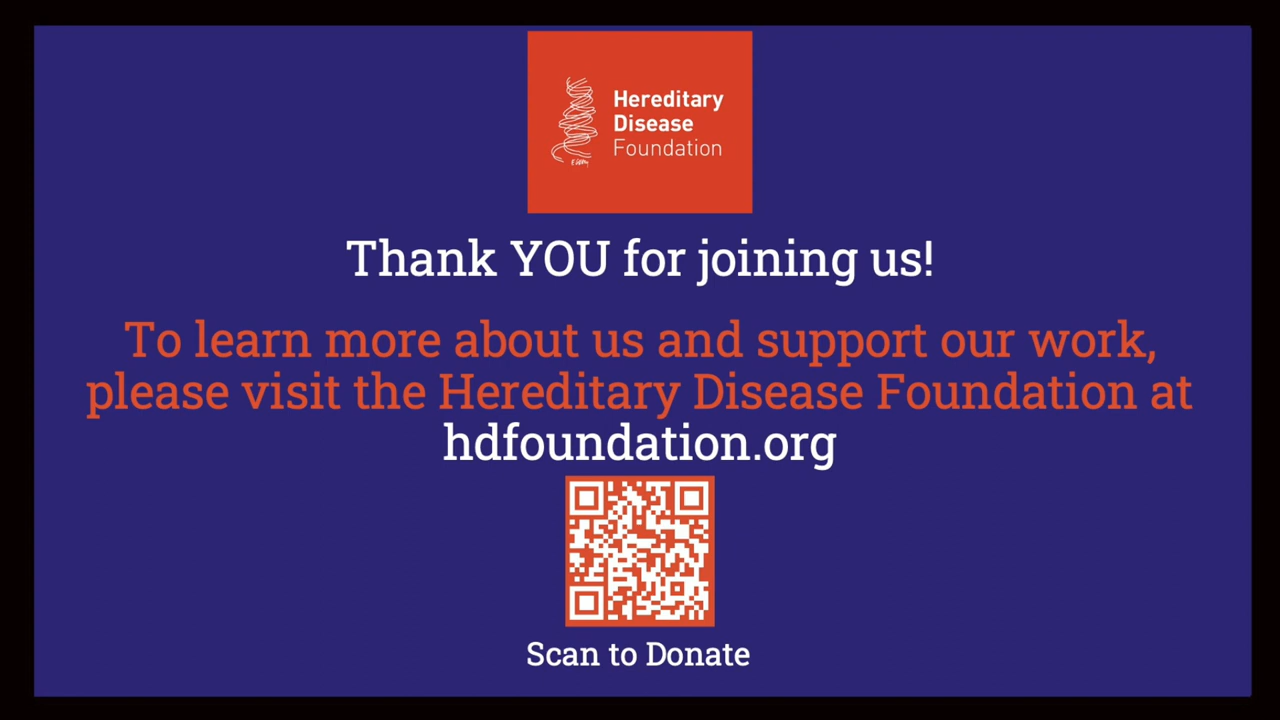 Hereditary
Disease
Foundation
Thank YOU for joining us!
To learn more about us and support our work,
please visit the Hereditary Disease Foundation at
hdfoundation.org
Scan to Donate